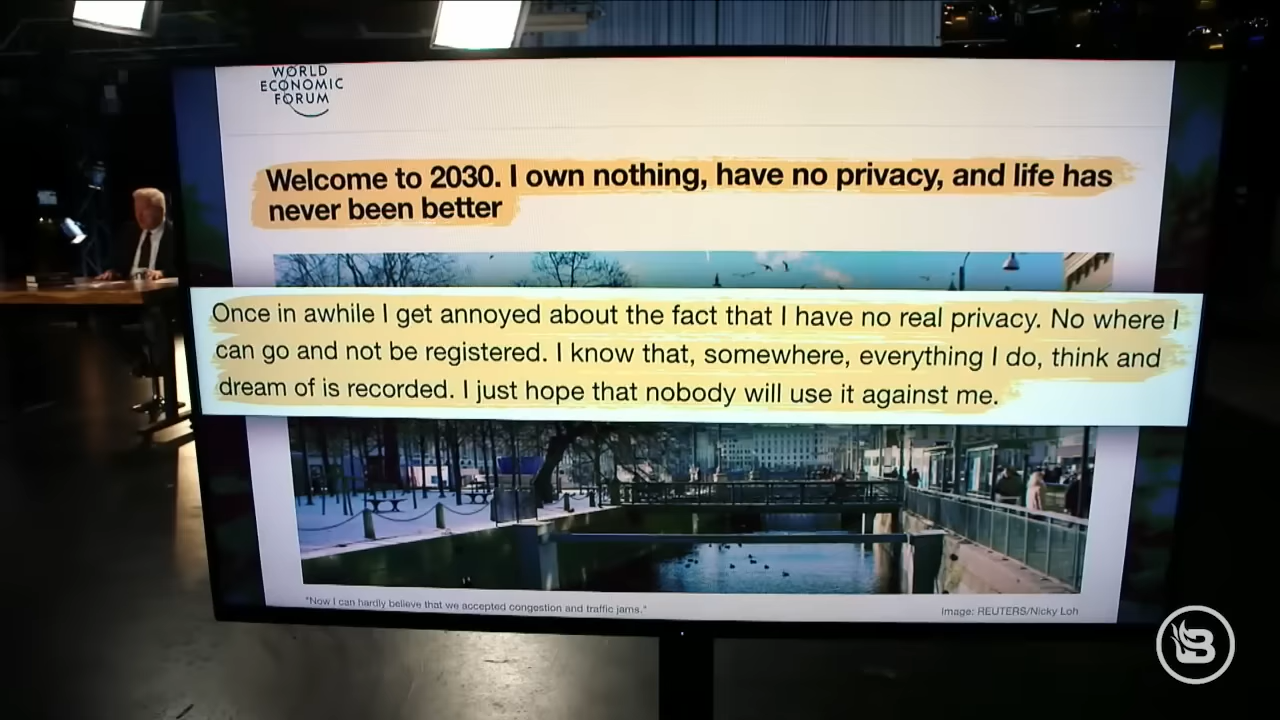 WORLD
ECONOMIC
FORUM
Welcome to 2030. I own nothing, have no privacy, and life has
never been better
Once in awhile I get annoyed about the fact that I have no real privacy. No where I
can go and not be registered. I know that, somewhere, everything I do, think and
dream of is recorded. I just hope that nobody will use it against me.
"Now I can hardly believe that we accepted congestion and traffic jams."
Image: REUTERS/Nicky Loh
B